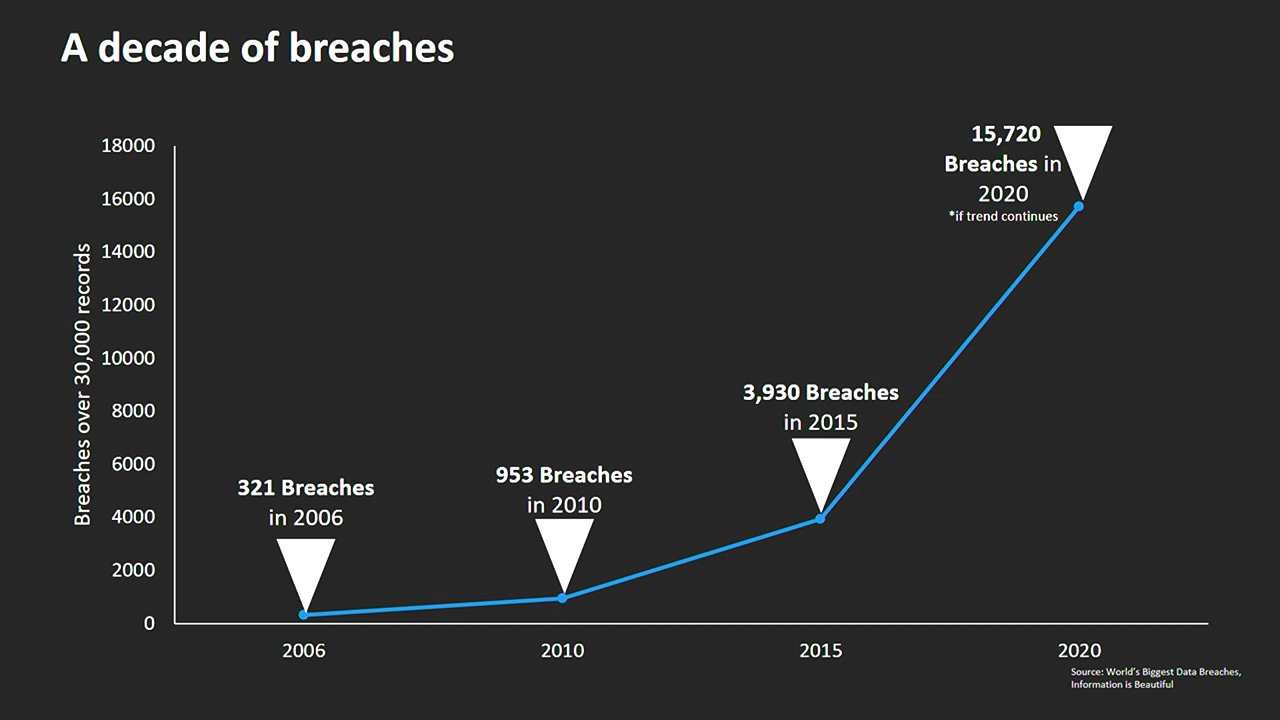 A decade of breaches
18000
16000
14000
12000
10000
8000
6000
4000
2000
0
Breaches over 30,000 records
321 Breaches
in 2006
953 Breaches
in 2010
3,930 Breaches
in 2015
15,720
Breaches in
2020
*if trend continues
2006
2010
2015
2020
Source: World's Biggest Data Breaches,
Information is Beautiful